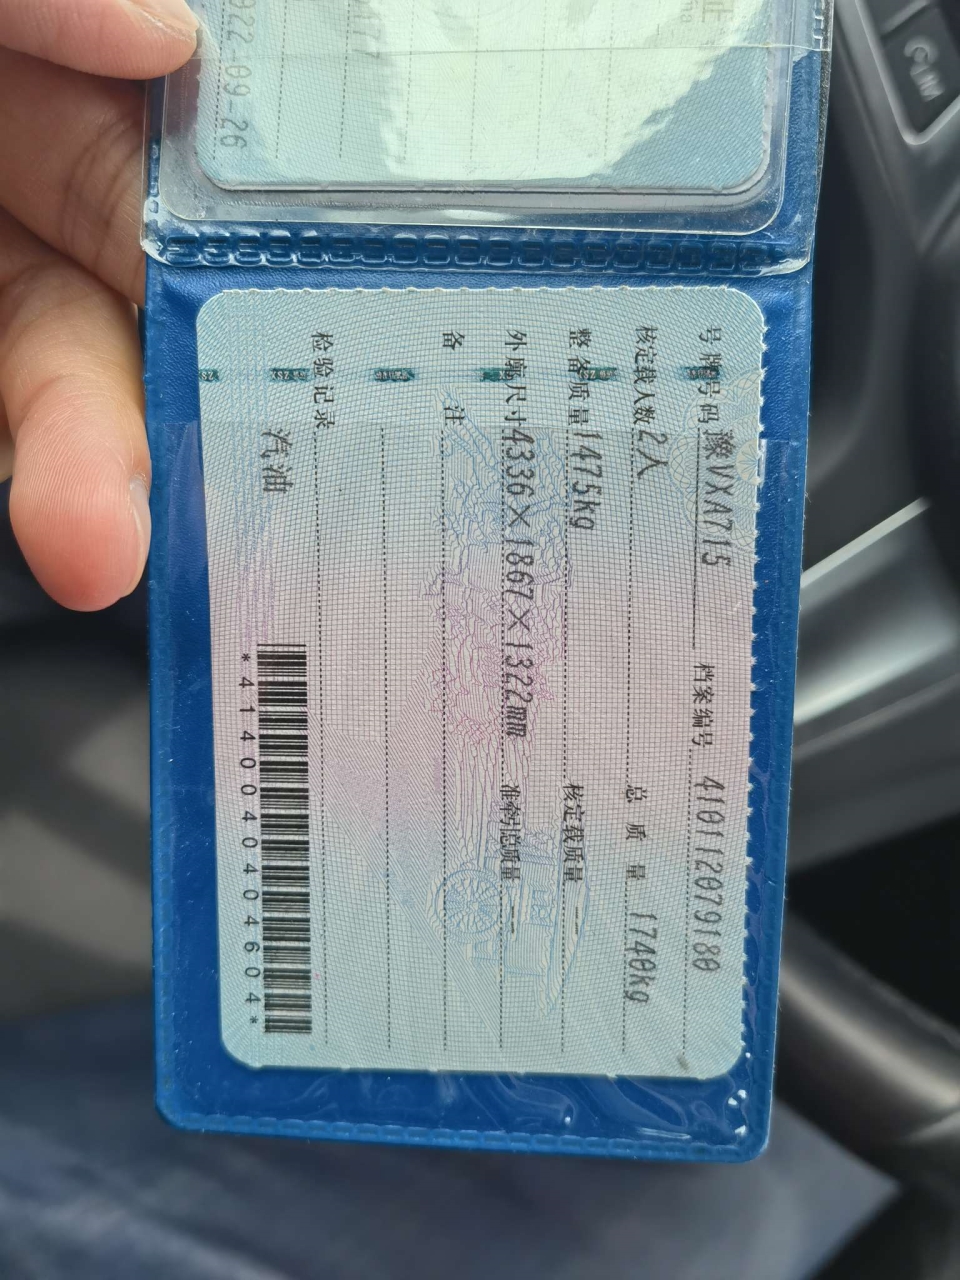 证
922-09-26
号牌号码 豫VXA715 档案编号 410112079180
核定载人数 2人 总质量 1740kg
整备质量 1475kg 核定载质量 --
外廓尺寸 4336×1867×1322mm 准牵引总质量 --
备注
检验记录
汽油
*4140040404604*